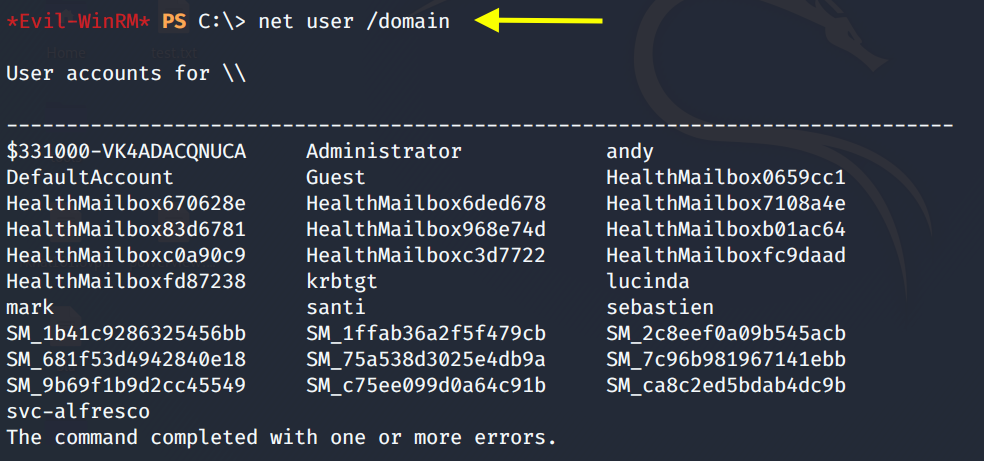 *Evil-WinRM* PS C:\> net user /domain
User accounts for \\
-------------------------------------------------------------------------------
$331000-VK4ADACQNUCA     Administrator            andy
DefaultAccount           Guest                    HealthMailbox0659cc1
HealthMailbox670628e     HealthMailbox6ded678     HealthMailbox7108a4e
HealthMailbox83d6781     HealthMailbox968e74d     HealthMailboxb01ac64
HealthMailboxc0a90c9     HealthMailboxc3d7722     HealthMailboxfc9daad
HealthMailboxfd87238     krbtgt                   lucinda
mark                     santi                    sebastien
SM_1b41c9286325456bb     SM_1ffab36a2f5f479cb     SM_2c8eef0a09b545acb
SM_681f53d4942840e18     SM_75a538d3025e4db9a     SM_7c96b981967141ebb
SM_9b69f1b9d2cc45549     SM_c75ee099d0a64c91b     SM_ca8c2ed5bdab4dc9b
svc-alfresco
The command completed with one or more errors.